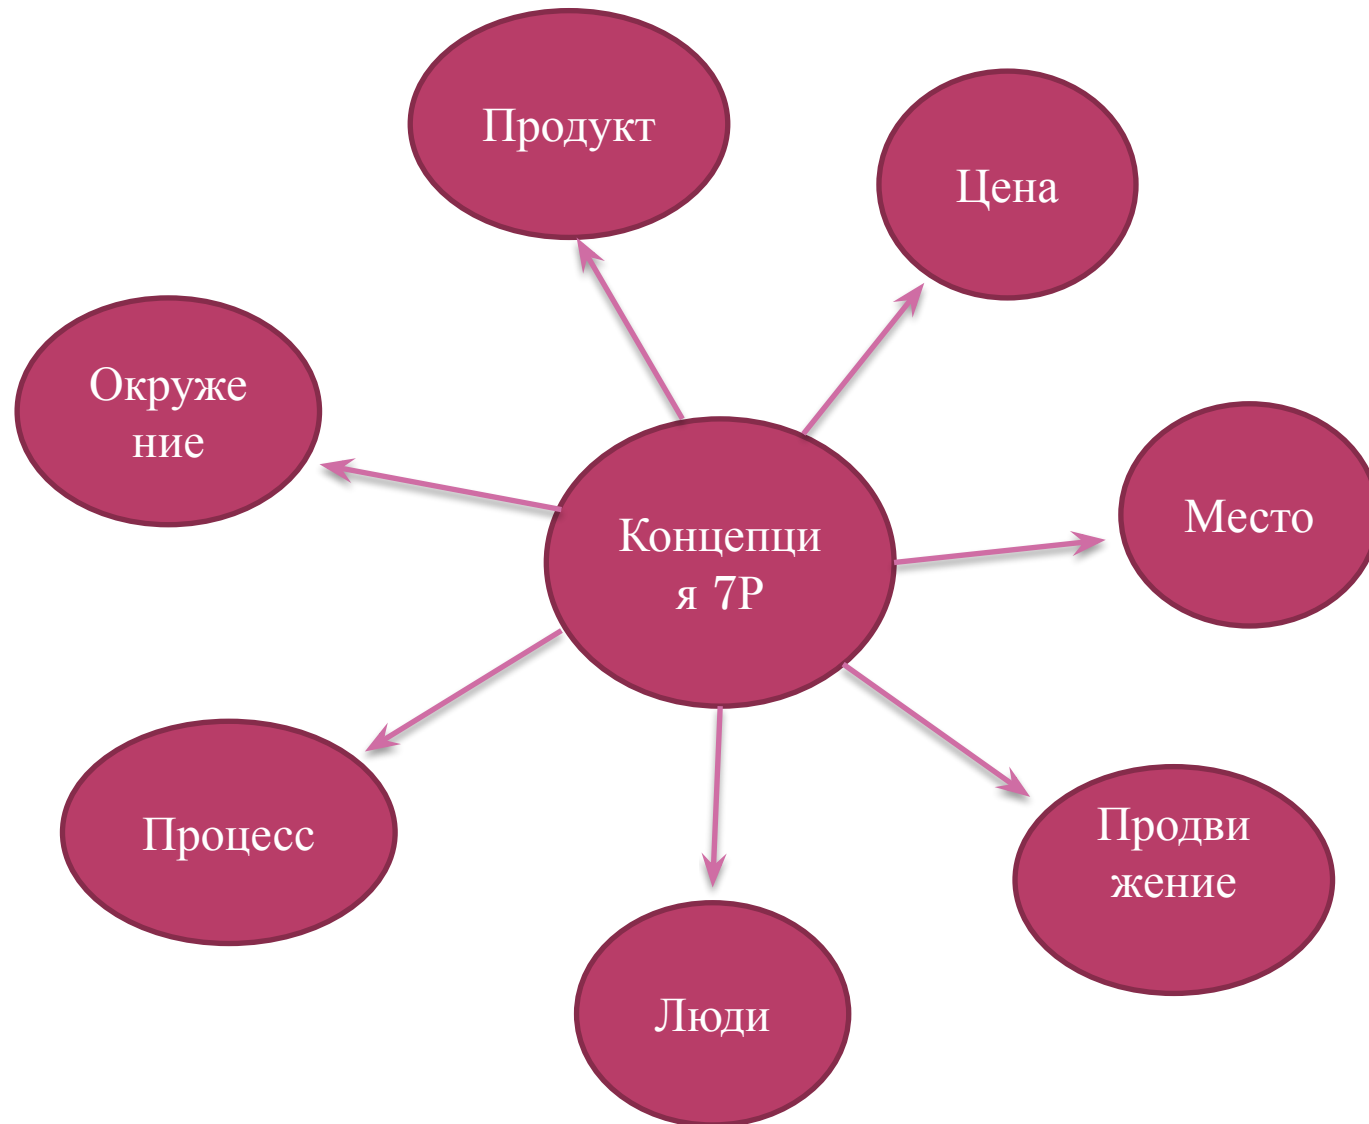 Продукт
Цена
Окруже
ние
Место
Концепци
я 7Р
Продви
жение
Процесс
Люди